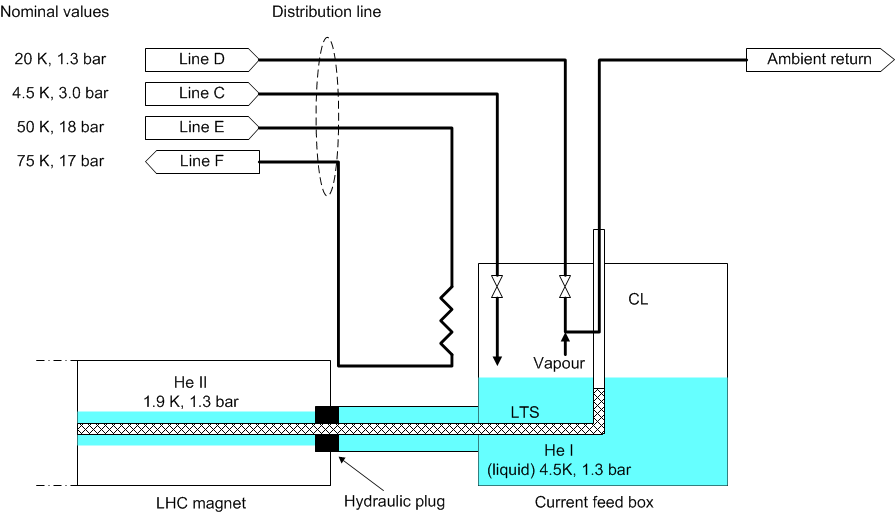 Nominal values
Distribution line
20 K, 1.3 bar
Line D
Ambient return
4.5 K, 3.0 bar
Line C
50 K, 18 bar
Line E
75 K, 17 bar
Line F
CL
Vapour
He II
1.9 K, 1.3 bar
LTS
He I
(liquid) 4.5K, 1.3 bar
LHC magnet
Hydraulic plug
Current feed box